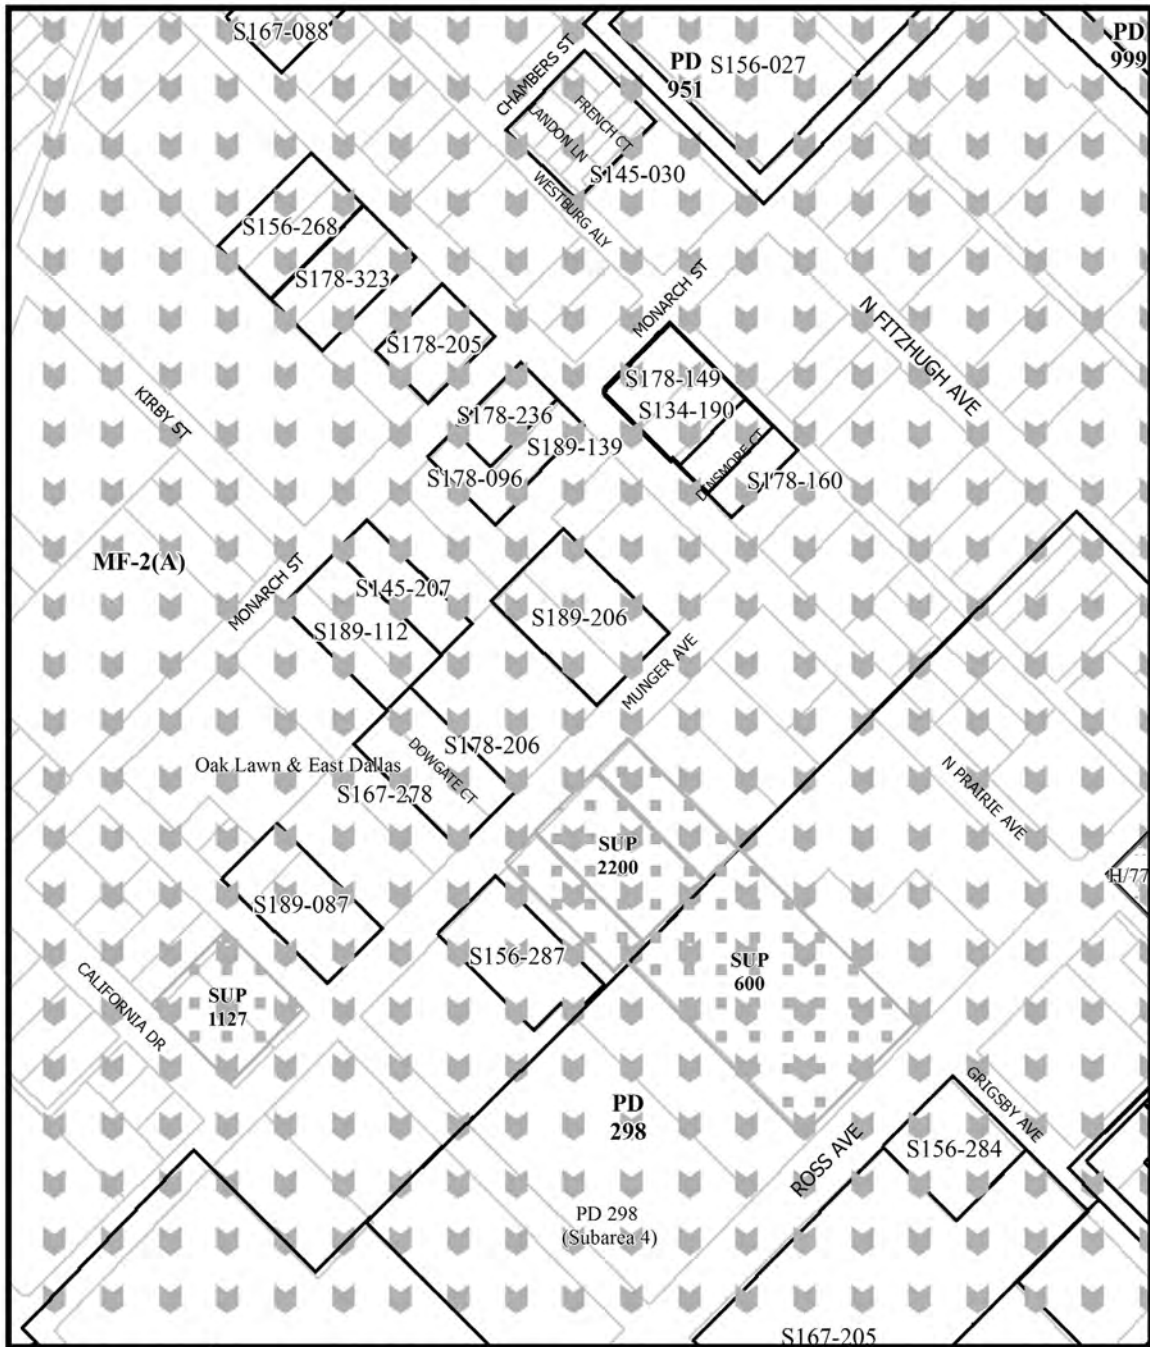 S167-088
PD
999
PD
951
S156-027
CHAMBERS ST
FRENCH CT
LANDON LN
S145-030
WESTBURG ALY
S156-268
S178-323
MONARCH ST
N FITZHUGH AVE
S178-205
S178-149
S134-190
KIRBY ST
S178-236
S189-139
S178-096
DINSMORE CT
S178-160
MF-2(A)
MONARCH ST
S145-207
S189-112
S189-206
MUNGER AVE
S178-206
DOWGATE CT
Oak Lawn & East Dallas
S167-278
N PRAIRIE AVE
SUP
2200
H/77
S189-087
S156-287
SUP
600
CALIFORNIA DR
SUP
1127
PD
298
GRIGSBY AVE
ROSS AVE
S156-284
PD 298
(Subarea 4)
S167-205